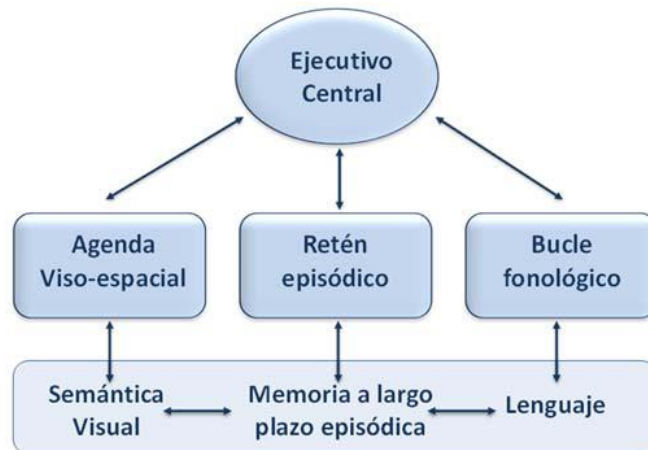 Ejecutivo
Central
Agenda
Viso-espacial
Retén
episódico
Bucle
fonológico
Semántica
Visual
Memoria a largo
plazo episódica
Lenguaje